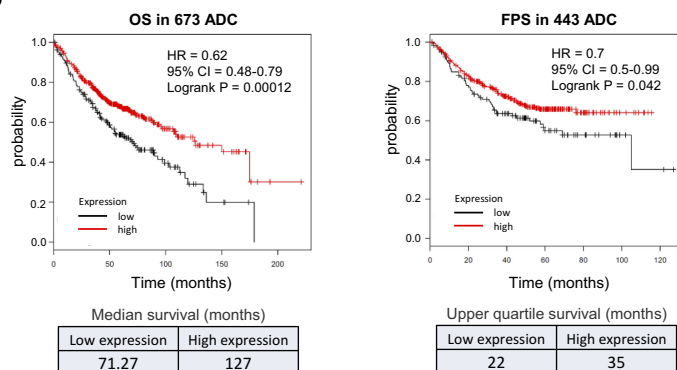 OS in 673 ADC
HR = 0.62
95% CI = 0.48-0.79
Logrank P = 0.00012
probability
1.0
0.8
0.6
0.4
0.2
0.0
Expression
low
high
0 50 100 150 200
Time (months)
Median survival (months)
Low expression High expression
71.27 127
FPS in 443 ADC
HR = 0.7
95% CI = 0.5-0.99
Logrank P = 0.042
probability
1.0
0.8
0.6
0.4
0.2
0.0
Expression
low
high
0 20 40 60 80 100 120
Time (months)
Upper quartile survival (months)
Low expression High expression
22 35